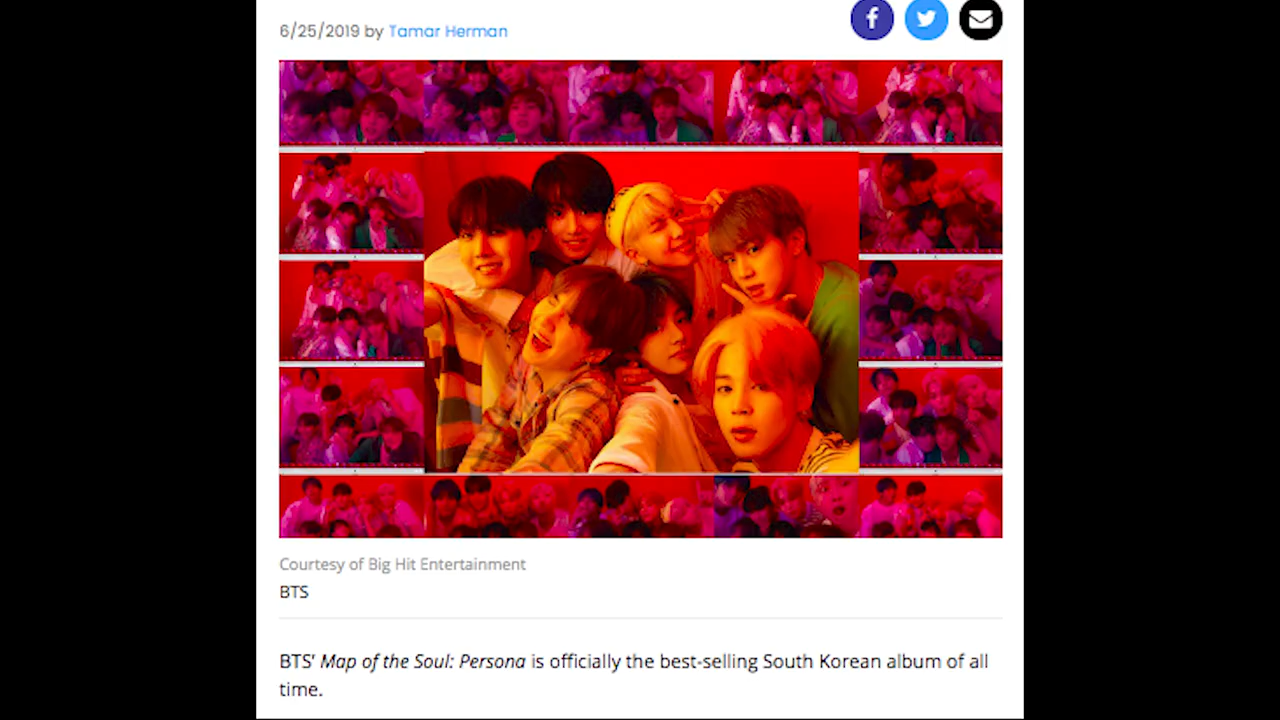 6/25/2019 by Tamar Herman
Courtesy of Big Hit Entertainment
BTS
BTS' Map of the Soul: Persona is officially the best-selling South Korean album of all
time.